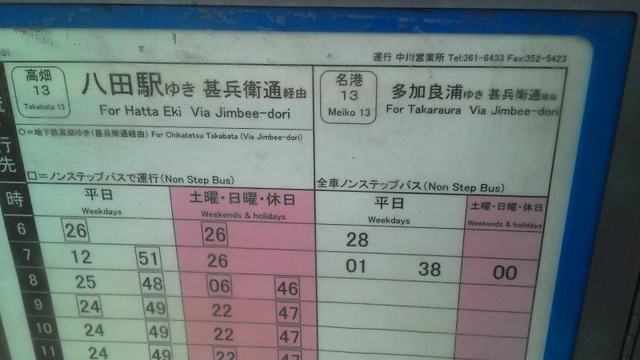 運行 中川営業所 Tel:361-6433 Fax:352-5423
高畑 13 Takabata 13
八田駅ゆき 甚兵衛通経由
For Hatta Eki Via Jimbee-dori
名港 13 Meiko 13
多加良浦ゆき 甚兵衛通経由
For Takaraura Via Jimbee-dori
○=地下鉄高畑ゆき(甚兵衛通経由) For Chikatetsu Takabata (Via Jimbee-dori)
□=ノンステップバスで運行(Non Step Bus)
全車ノンステップバス(Non Step Bus)
行先
時 平日 土曜・日曜・休日 平日 土曜・日曜・休日
Weekdays Weekends & holidays Weekdays Weekends & holidays
6 26 26 28
7 12 51 26 01 38 00
8 25 48 06 46
9 24 49 22 47
10 24 49 22 47
11 24 49 22 47